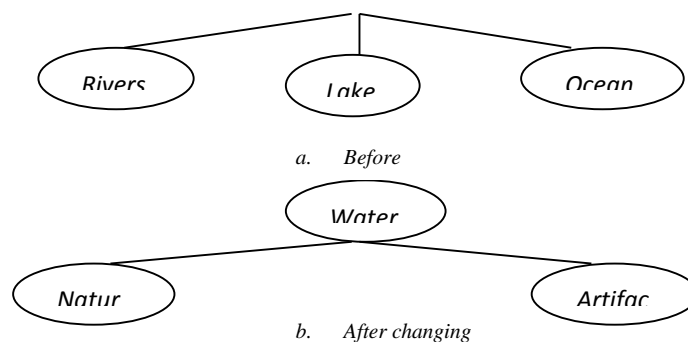 Rivers Lake Ocean
a. Before
Water
Natur Artifac
b. After changing